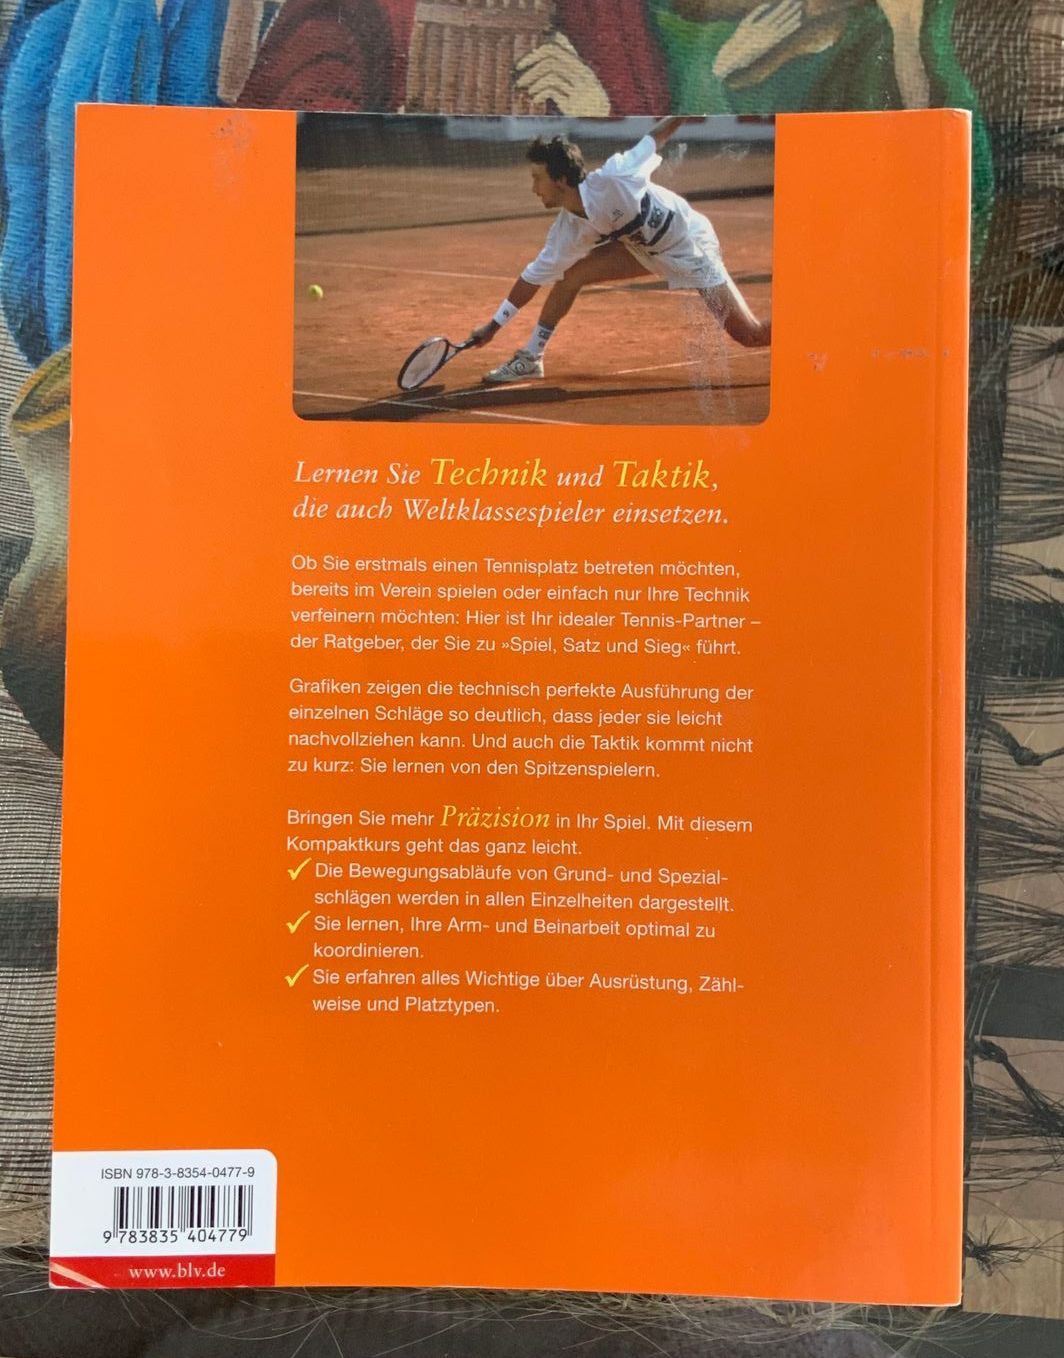 Lernen Sie Technik und Taktik,
die auch Weltklassespieler einsetzen.
Ob Sie erstmals einen Tennisplatz betreten möchten,
bereits im Verein spielen oder einfach nur Ihre Technik
verfeinern möchten: Hier ist Ihr idealer Tennis-Partner –
der Ratgeber, der Sie zu »Spiel, Satz und Sieg« führt.
Grafiken zeigen die technisch perfekte Ausführung der
einzelnen Schläge so deutlich, dass jeder sie leicht
nachvollziehen kann. Und auch die Taktik kommt nicht
zu kurz: Sie lernen von den Spitzenspielern.
Bringen Sie mehr Präzision in Ihr Spiel. Mit diesem
Kompaktkurs geht das ganz leicht.
✓ Die Bewegungsabläufe von Grund- und Spezial-
schlägen werden in allen Einzelheiten dargestellt.
✓ Sie lernen, Ihre Arm- und Beinarbeit optimal zu
koordinieren.
✓ Sie erfahren alles Wichtige über Ausrüstung, Zähl-
weise und Platztypen.
ISBN 978-3-8354-0477-9
9 783835 404779
www.blv.de